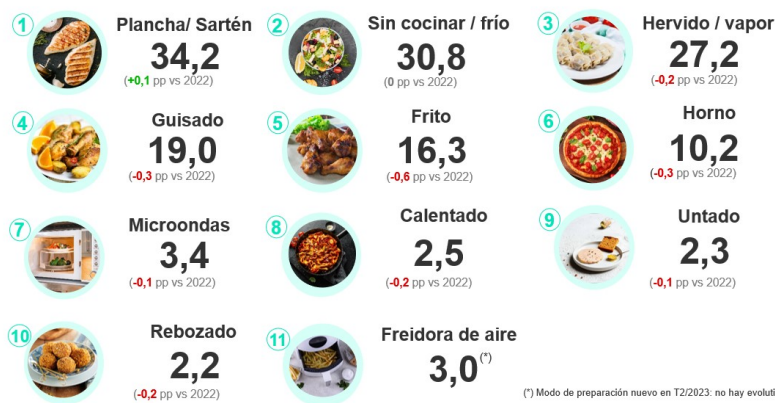 1
Plancha/ Sartén
34,2
(+0,1 pp vs 2022)
2
Sin cocinar / frío
30,8
(0 pp vs 2022)
3
Hervido / vapor
27,2
(-0,2 pp vs 2022)
4
Guisado
19,0
(-0,3 pp vs 2022)
5
Frito
16,3
(-0,6 pp vs 2022)
6
Horno
10,2
(-0,3 pp vs 2022)
7
Microondas
3,4
(-0,1 pp vs 2022)
8
Calentado
2,5
(-0,2 pp vs 2022)
9
Untado
2,3
(-0,1 pp vs 2022)
10
Rebozado
2,2
(-0,2 pp vs 2022)
11
Freidora de aire
3,0(*)
(*) Modo de preparación nuevo en T2/2023: no hay evoluti